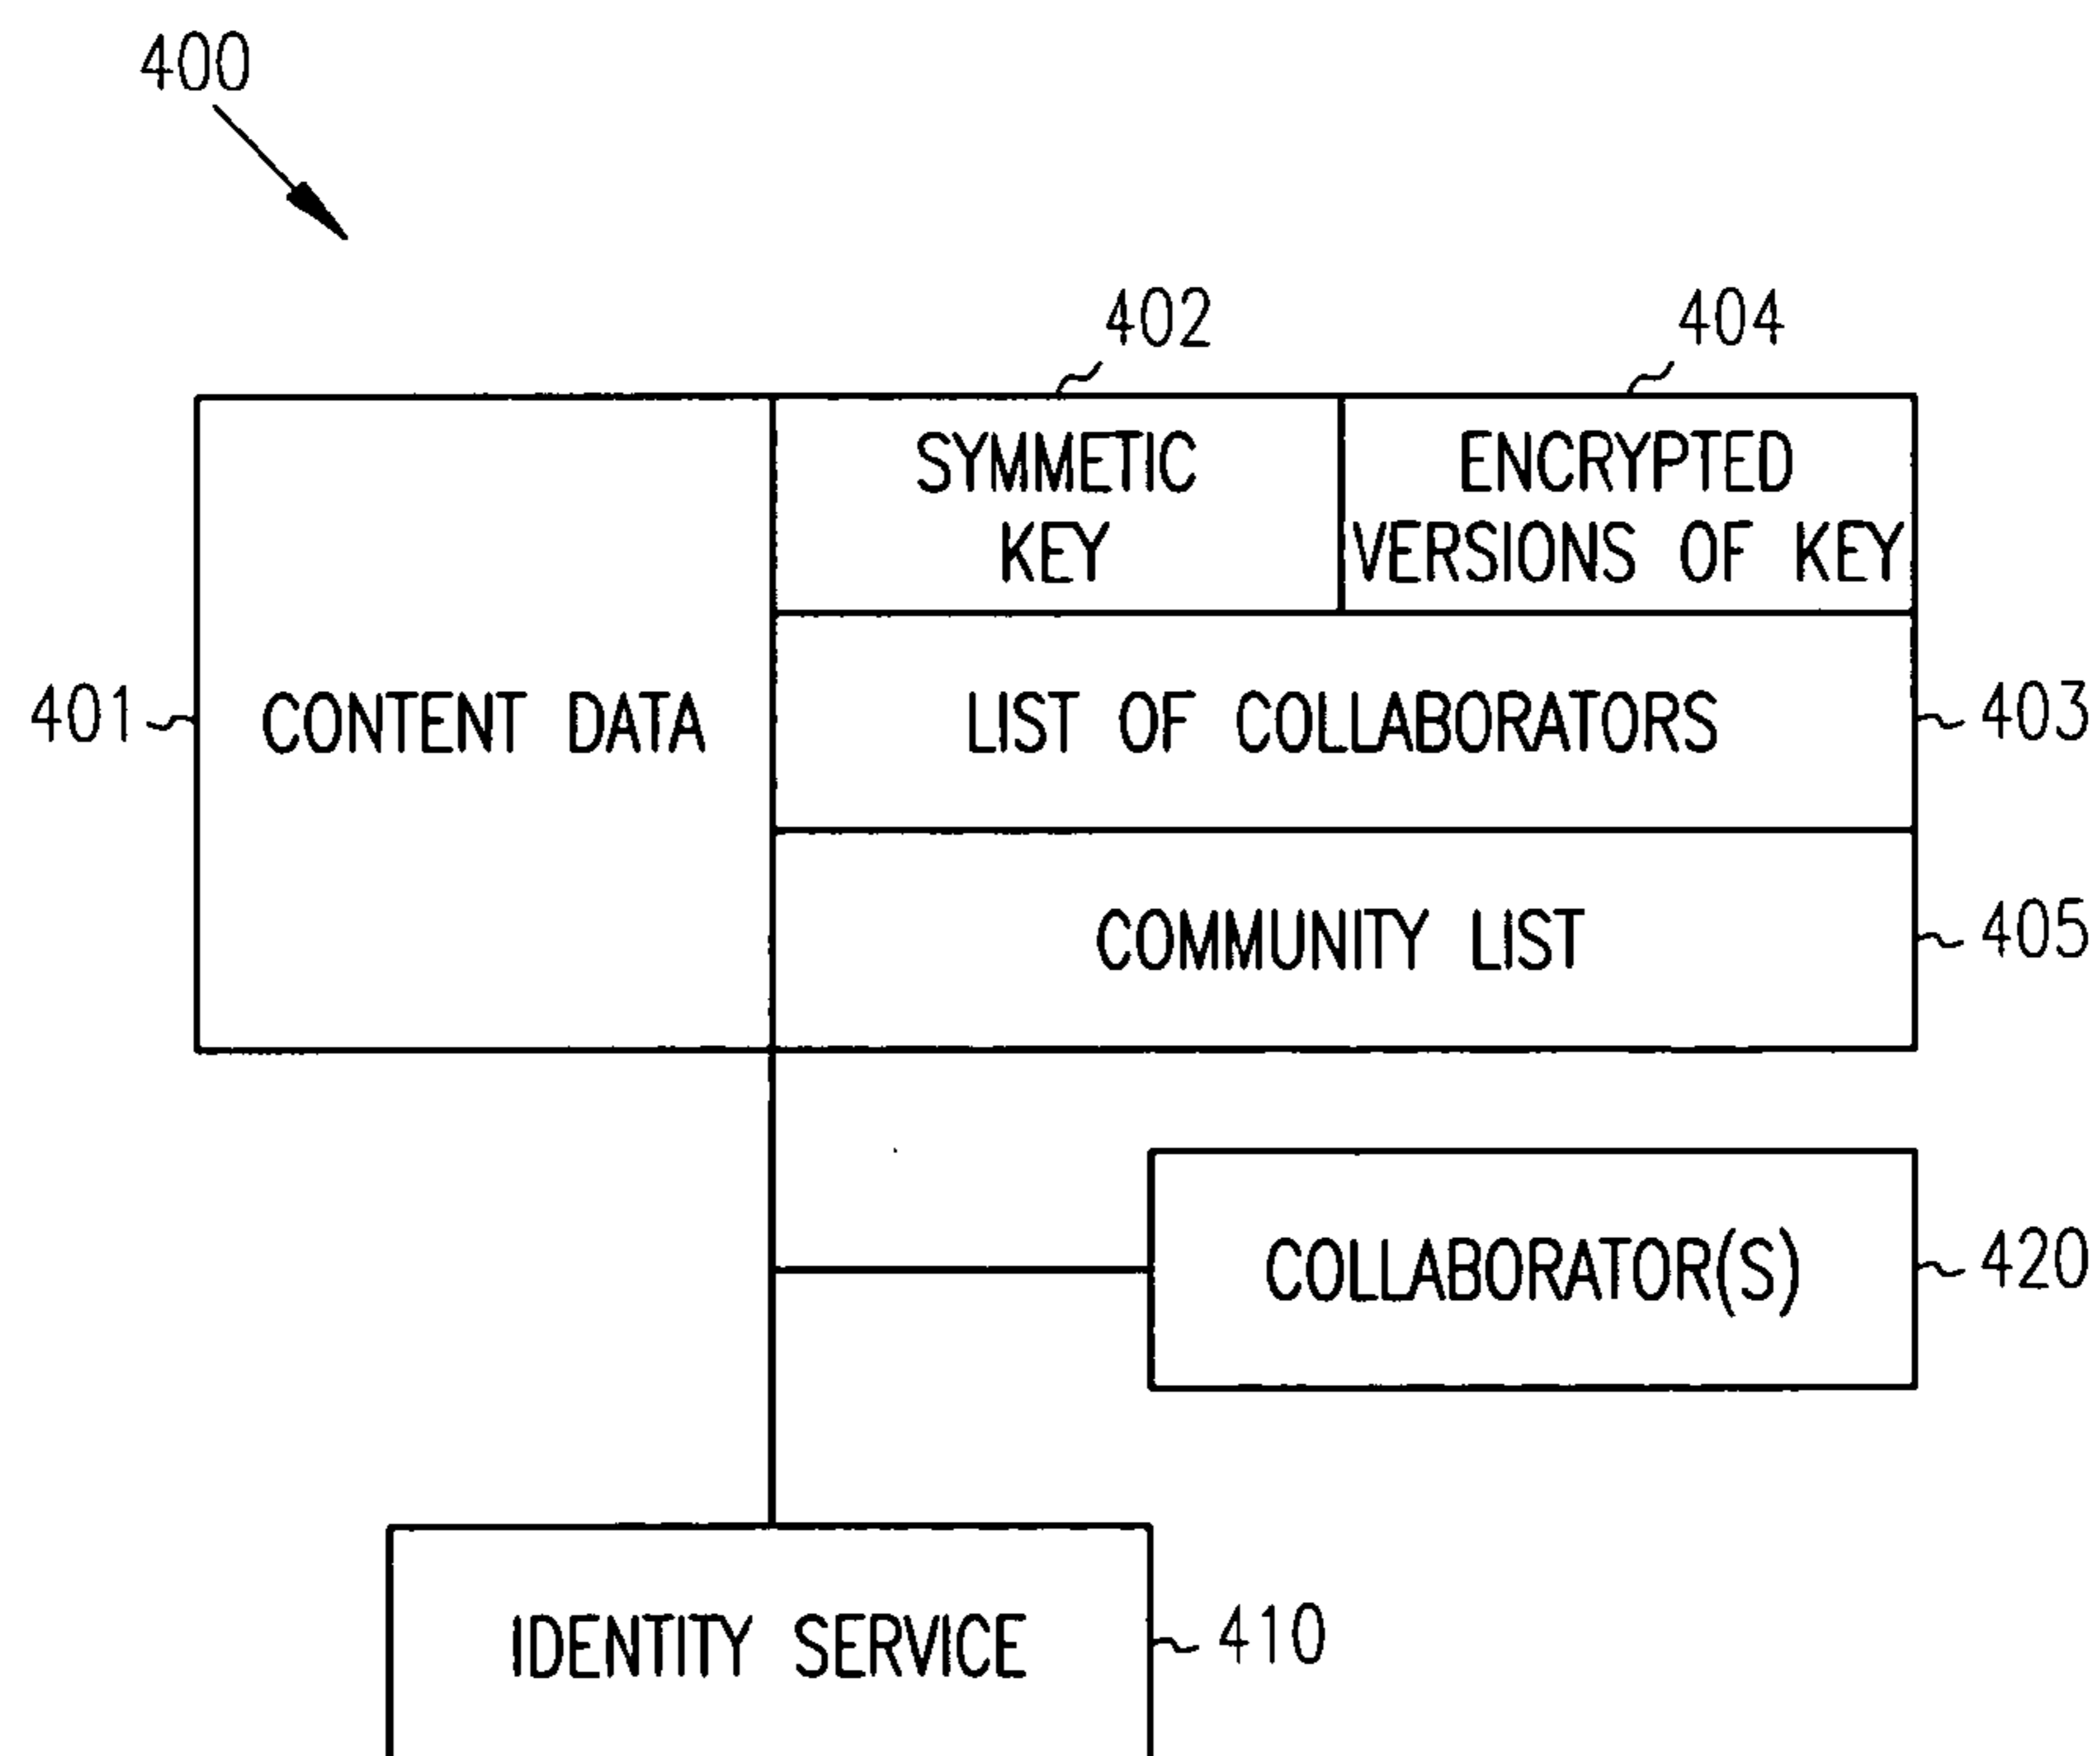 400
402
404
SYMMETIC
KEY
ENCRYPTED
VERSIONS OF KEY
401
CONTENT DATA
LIST OF COLLABORATORS
403
COMMUNITY LIST
405
COLLABORATOR(S)
420
IDENTITY SERVICE
410